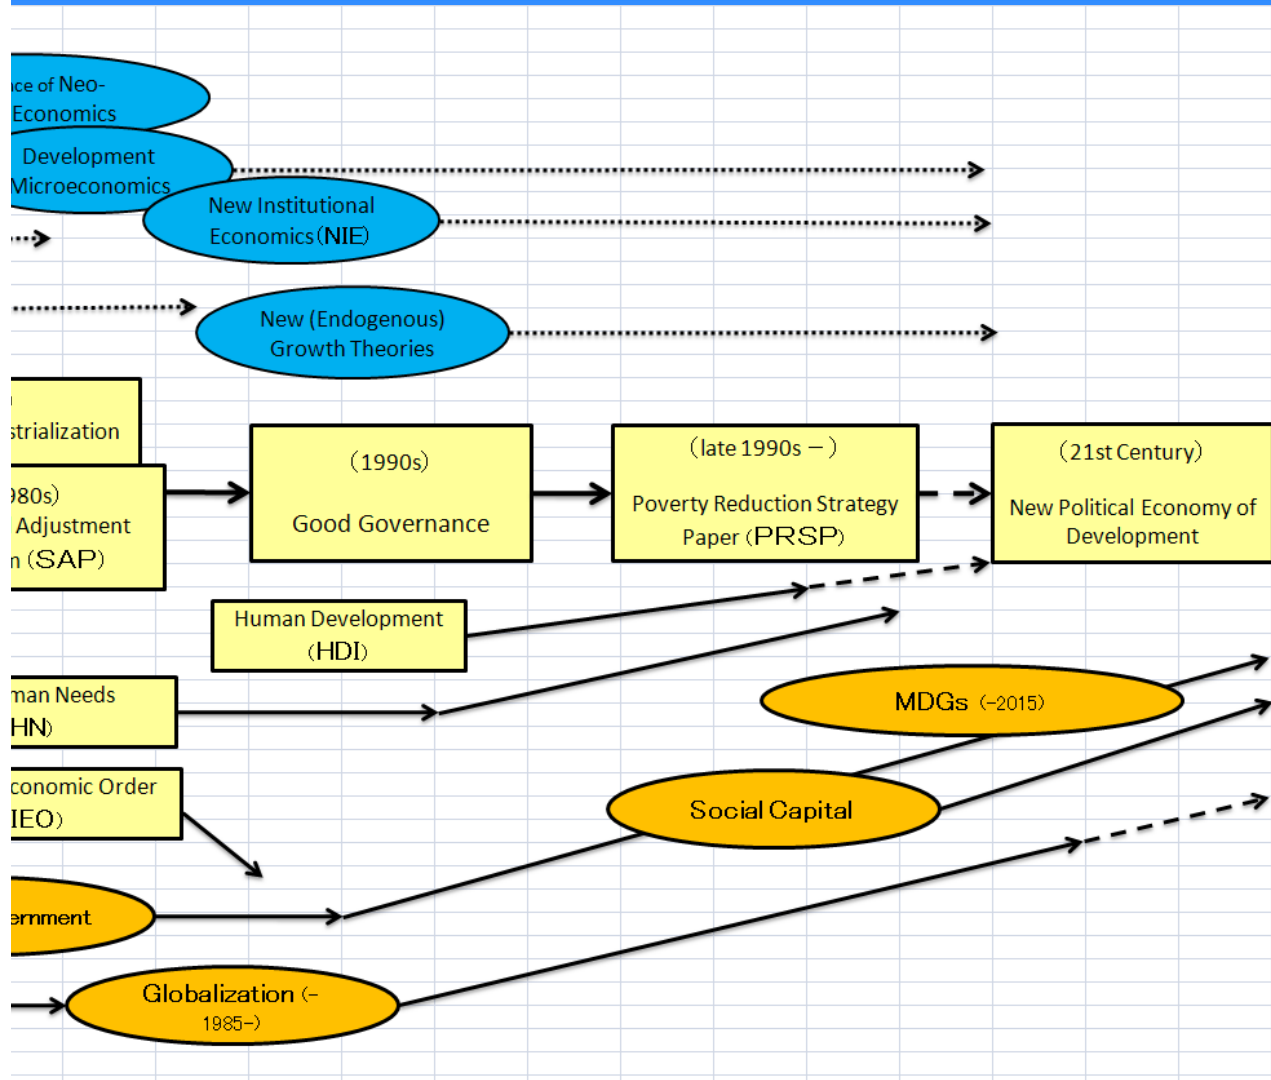 ce of Neo-
Economics
Development
Microeconomics
New Institutional
Economics(NIE)
New (Endogenous)
Growth Theories
strialization
980s)
Adjustment
(SAP)
(1990s)
Good Governance
(late 1990s –)
Poverty Reduction Strategy
Paper (PRSP)
(21st Century)
New Political Economy of
Development
Human Development
(HDI)
man Needs
HN)
conomic Order
IEO)
MDGs (-2015)
Social Capital
ernment
Globalization (-
1985-)